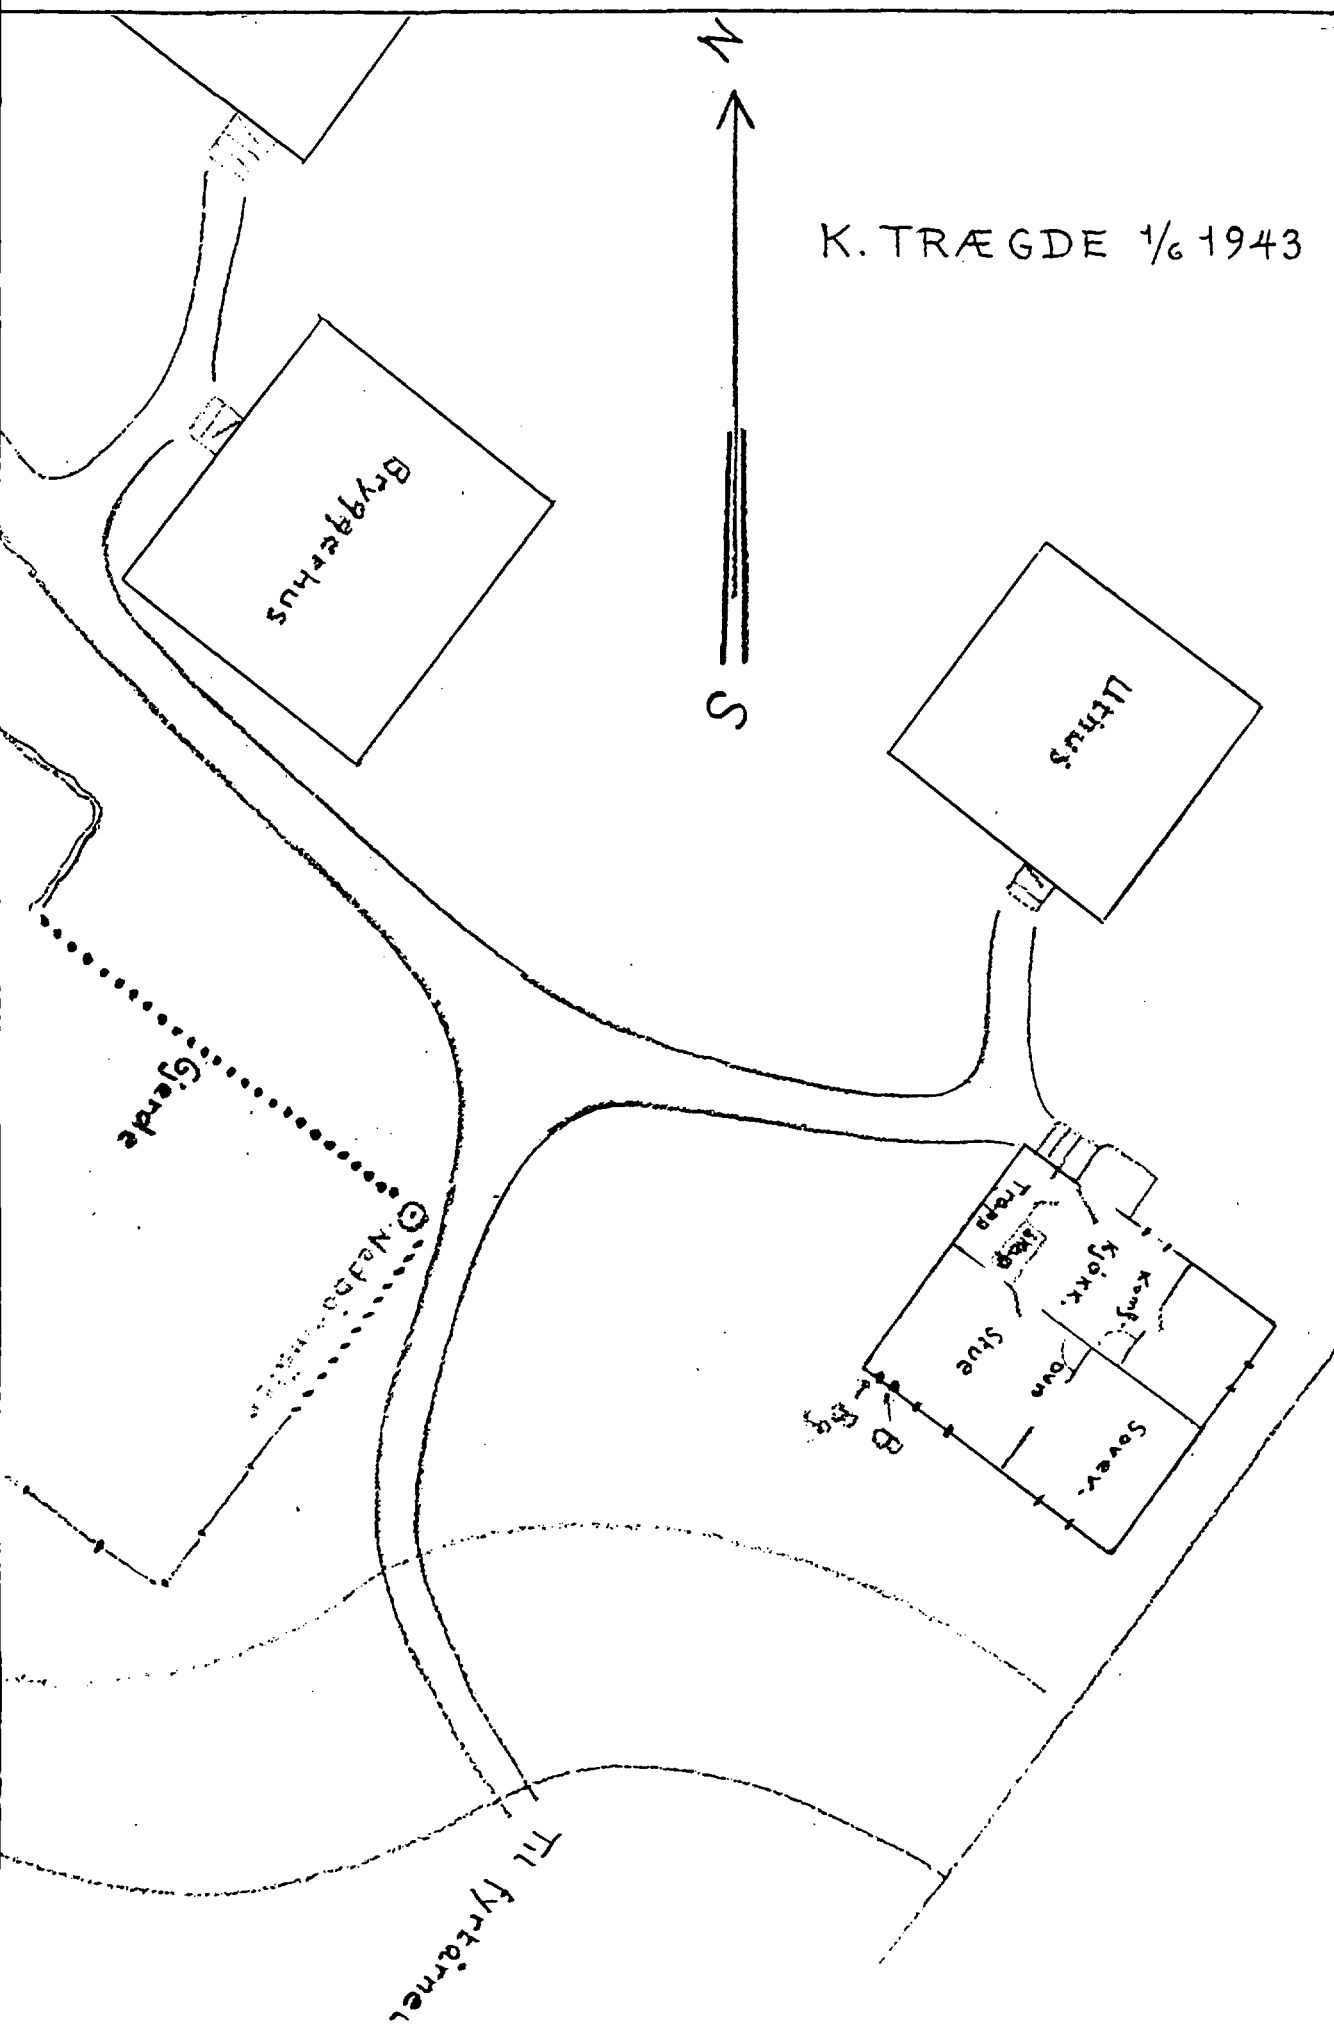 N
K. TRÆGDE 1/6 1943
Bryggerhus
S
Uthus
Gjerde
Trapp
Skap
Kjøkk.
Komf.
Stue
Ovn
Sover.
B
Til fyrtårnet